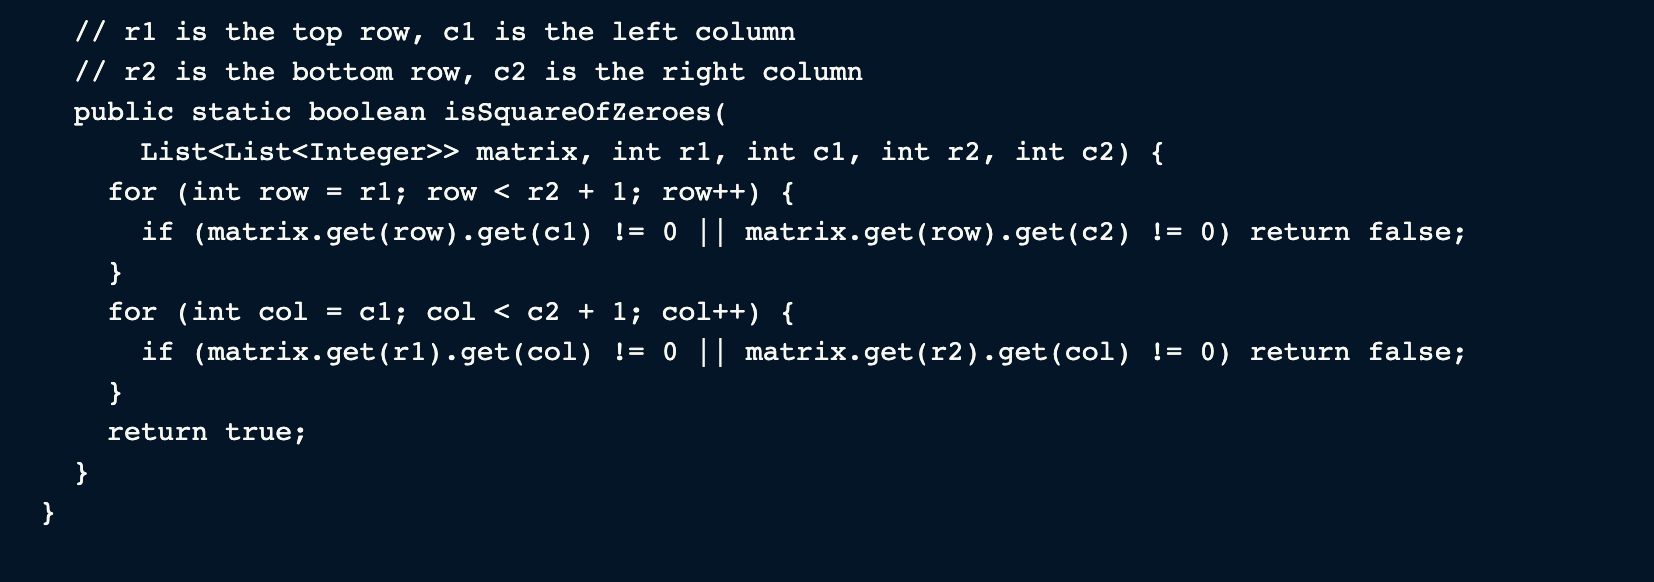 // r1 is the top row, c1 is the left column
// r2 is the bottom row, c2 is the right column
public static boolean isSquareOfZeroes(
List<List<Integer>> matrix, int r1, int c1, int r2, int c2) {
for (int row = r1; row < r2 + 1; row++) {
if (matrix.get(row).get(c1) != 0 || matrix.get(row).get(c2) != 0) return false;
}
for (int col = c1; col < c2 + 1; col++) {
if (matrix.get(r1).get(col) != 0 || matrix.get(r2).get(col) != 0) return false;
}
return true;
}
}